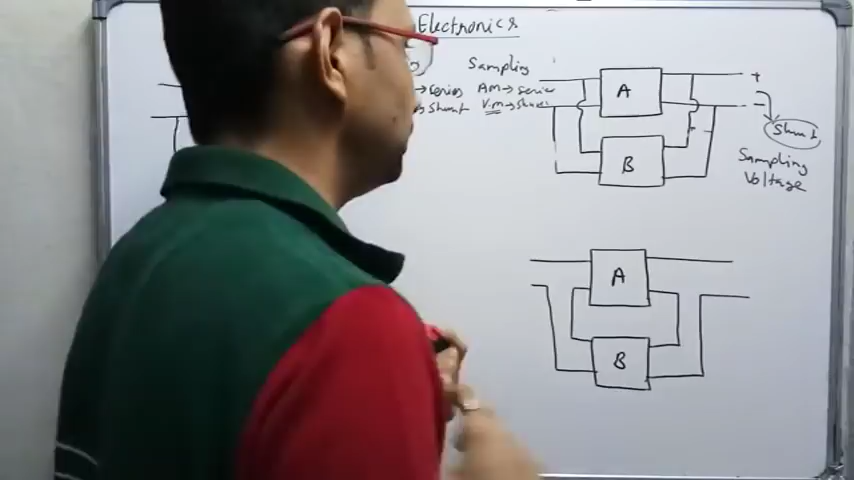 Electronics
Sampling
→ series Am → series
→ Shunt Vm → Shunt
A
B
+
-
Shunt
Sampling
Voltage
A
B